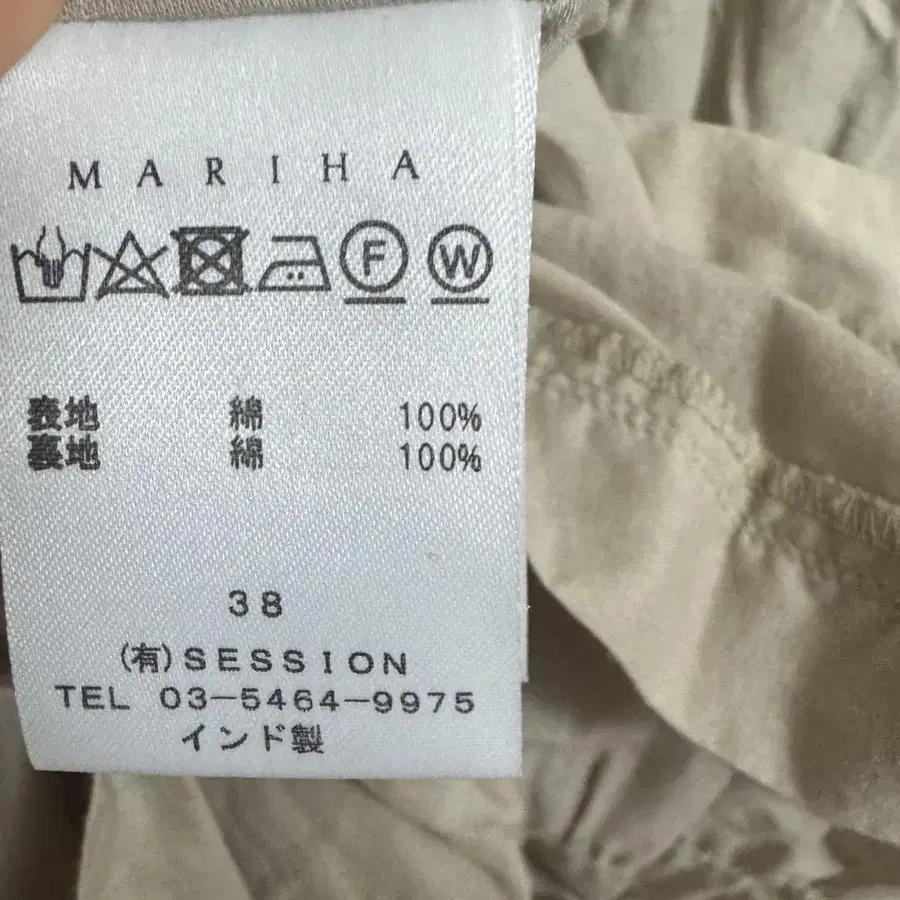 MARIHA
F W
表地 綿 100%
裏地 綿 100%
38
(有)SESSION
TEL 03-5464-9975
インド製